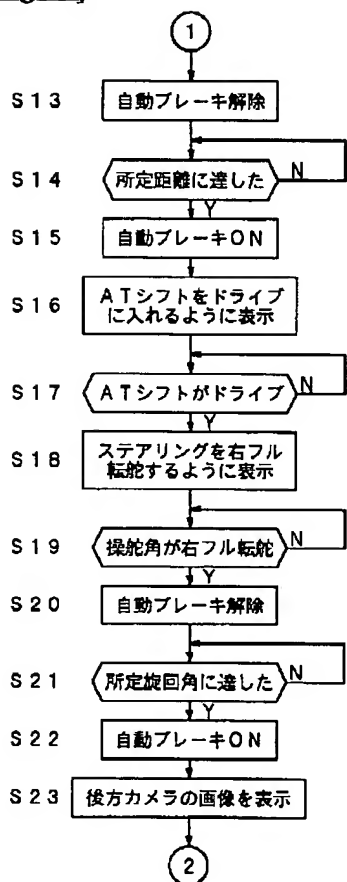 1
S13 自動ブレーキ解除
S14 所定距離に達した N
Y
S15 自動ブレーキON
S16 ATシフトをドライブ
に入れるように表示
S17 ATシフトがドライブ N
Y
S18 ステアリングを右フル
転舵するように表示
S19 操舵角が右フル転舵 N
Y
S20 自動ブレーキ解除
S21 所定旋回角に達した N
Y
S22 自動ブレーキON
S23 後方カメラの画像を表示
2